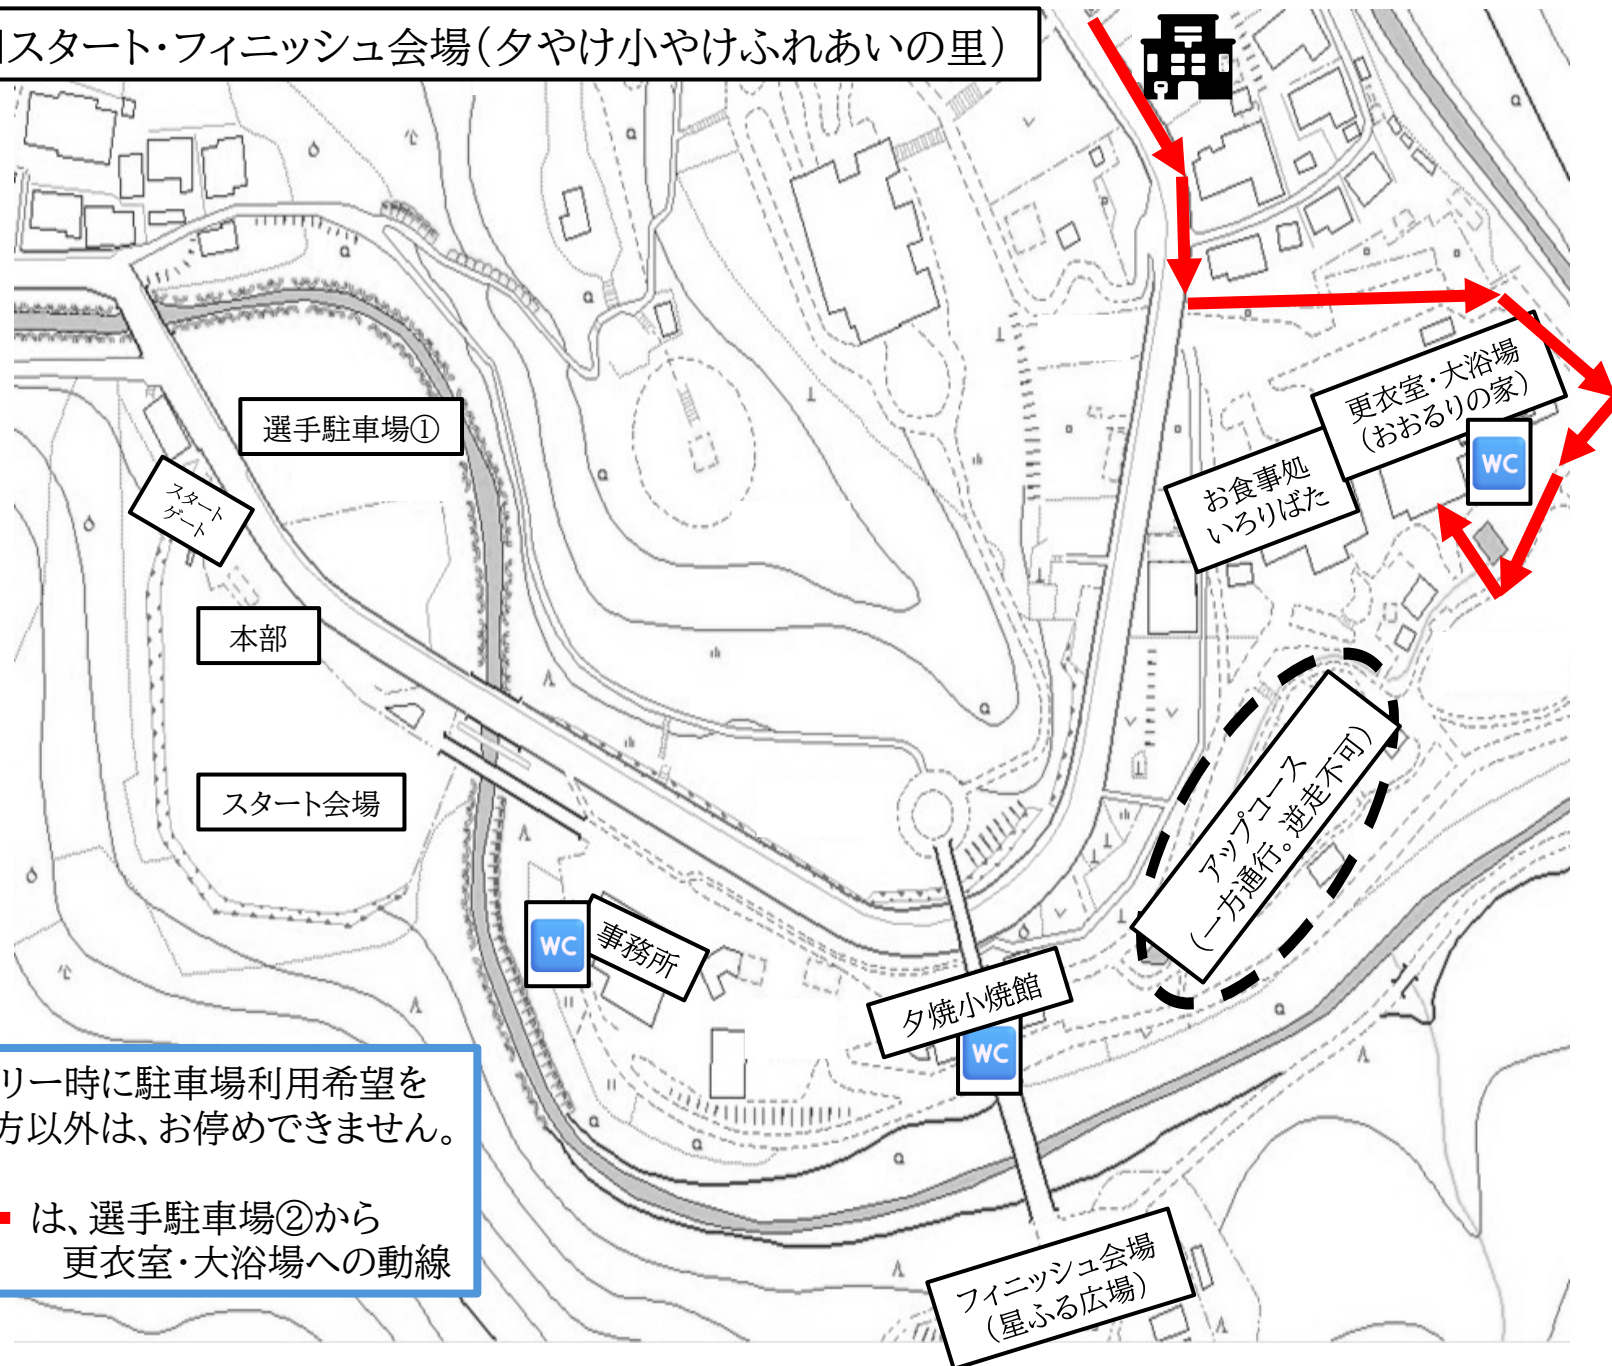 スタート・フィニッシュ会場(夕やけ小やけふれあいの里)
選手駐車場①
スタート
ゲート
本部
スタート会場
更衣室・大浴場
(おおるりの家)
WC
お食事処
いろりばた
アップコース
(一方通行。逆走不可)
WC
事務所
夕焼小焼館
WC
フィニッシュ会場
(星ふる広場)
リー時に駐車場利用希望を
方以外は、お停めできません。
は、選手駐車場②から
更衣室・大浴場への動線